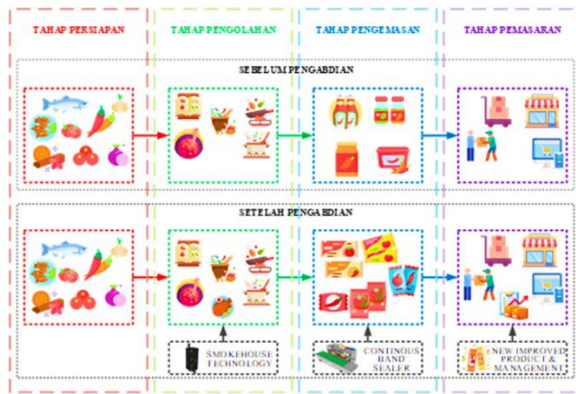 TAHAP PERSIAPAN
TAHAP PENGOLAHAN
TAHAP PENGEMASAN
TAHAP PEMASARAN
SEBELUM PENGABDIAN
SETELAH PENGABDIAN
SMOKEHOUSE
TECHNOLOGY
CONTINOUS
BAND
SEALER
NEW IMPROVED
PRODUCT &
MANAGEMENT